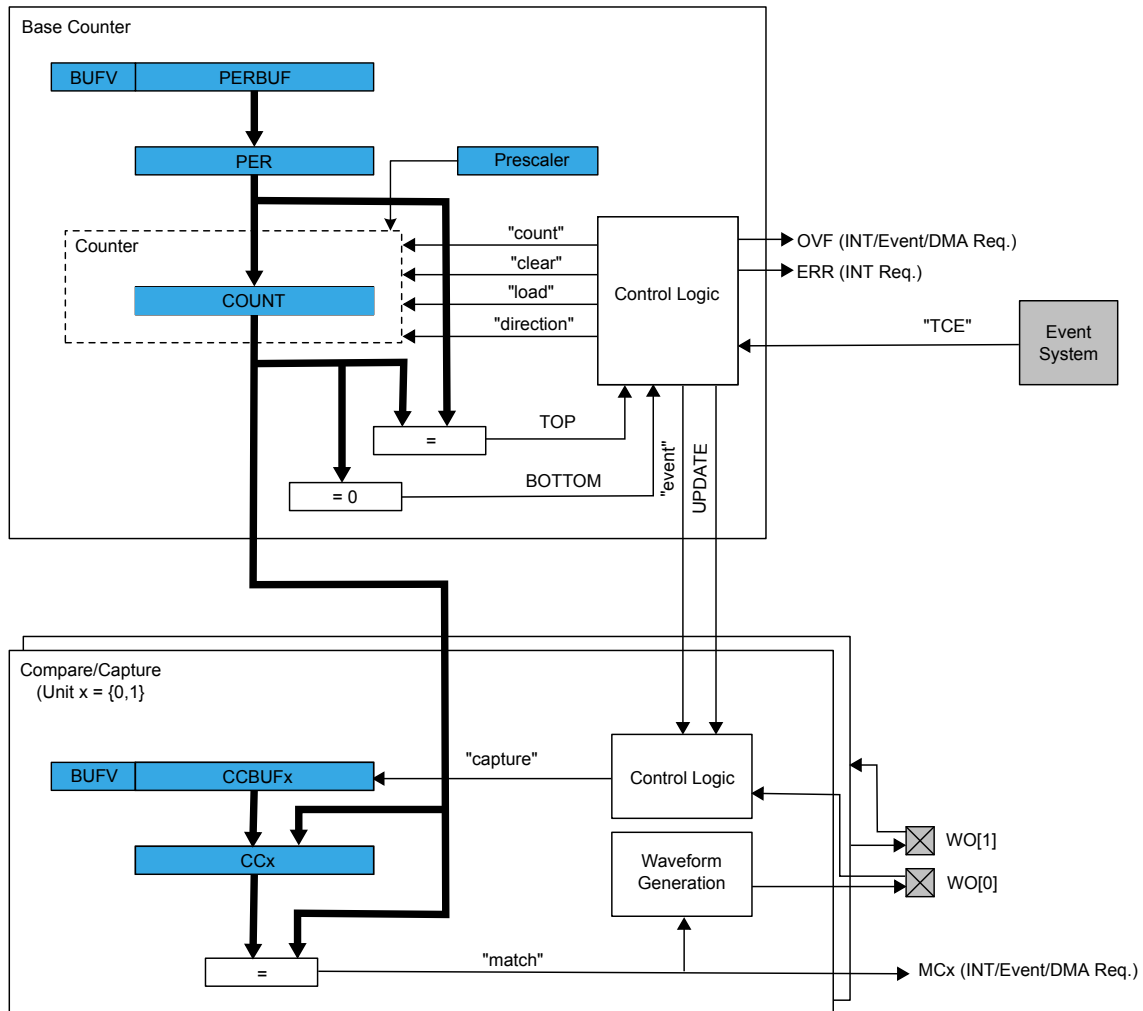 Base Counter
BUFV PERBUF
PER
Prescaler
Counter
COUNT
"count"
"clear"
"load"
"direction"
Control Logic
OVF (INT/Event/DMA Req.)
ERR (INT Req.)
"TCE"
Event
System
=
TOP
= 0
BOTTOM
"event"
UPDATE
Compare/Capture
(Unit x = {0,1}
BUFV CCBUFx
"capture"
Control Logic
CCx
Waveform
Generation
WO[1]
WO[0]
=
"match"
MCx (INT/Event/DMA Req.)